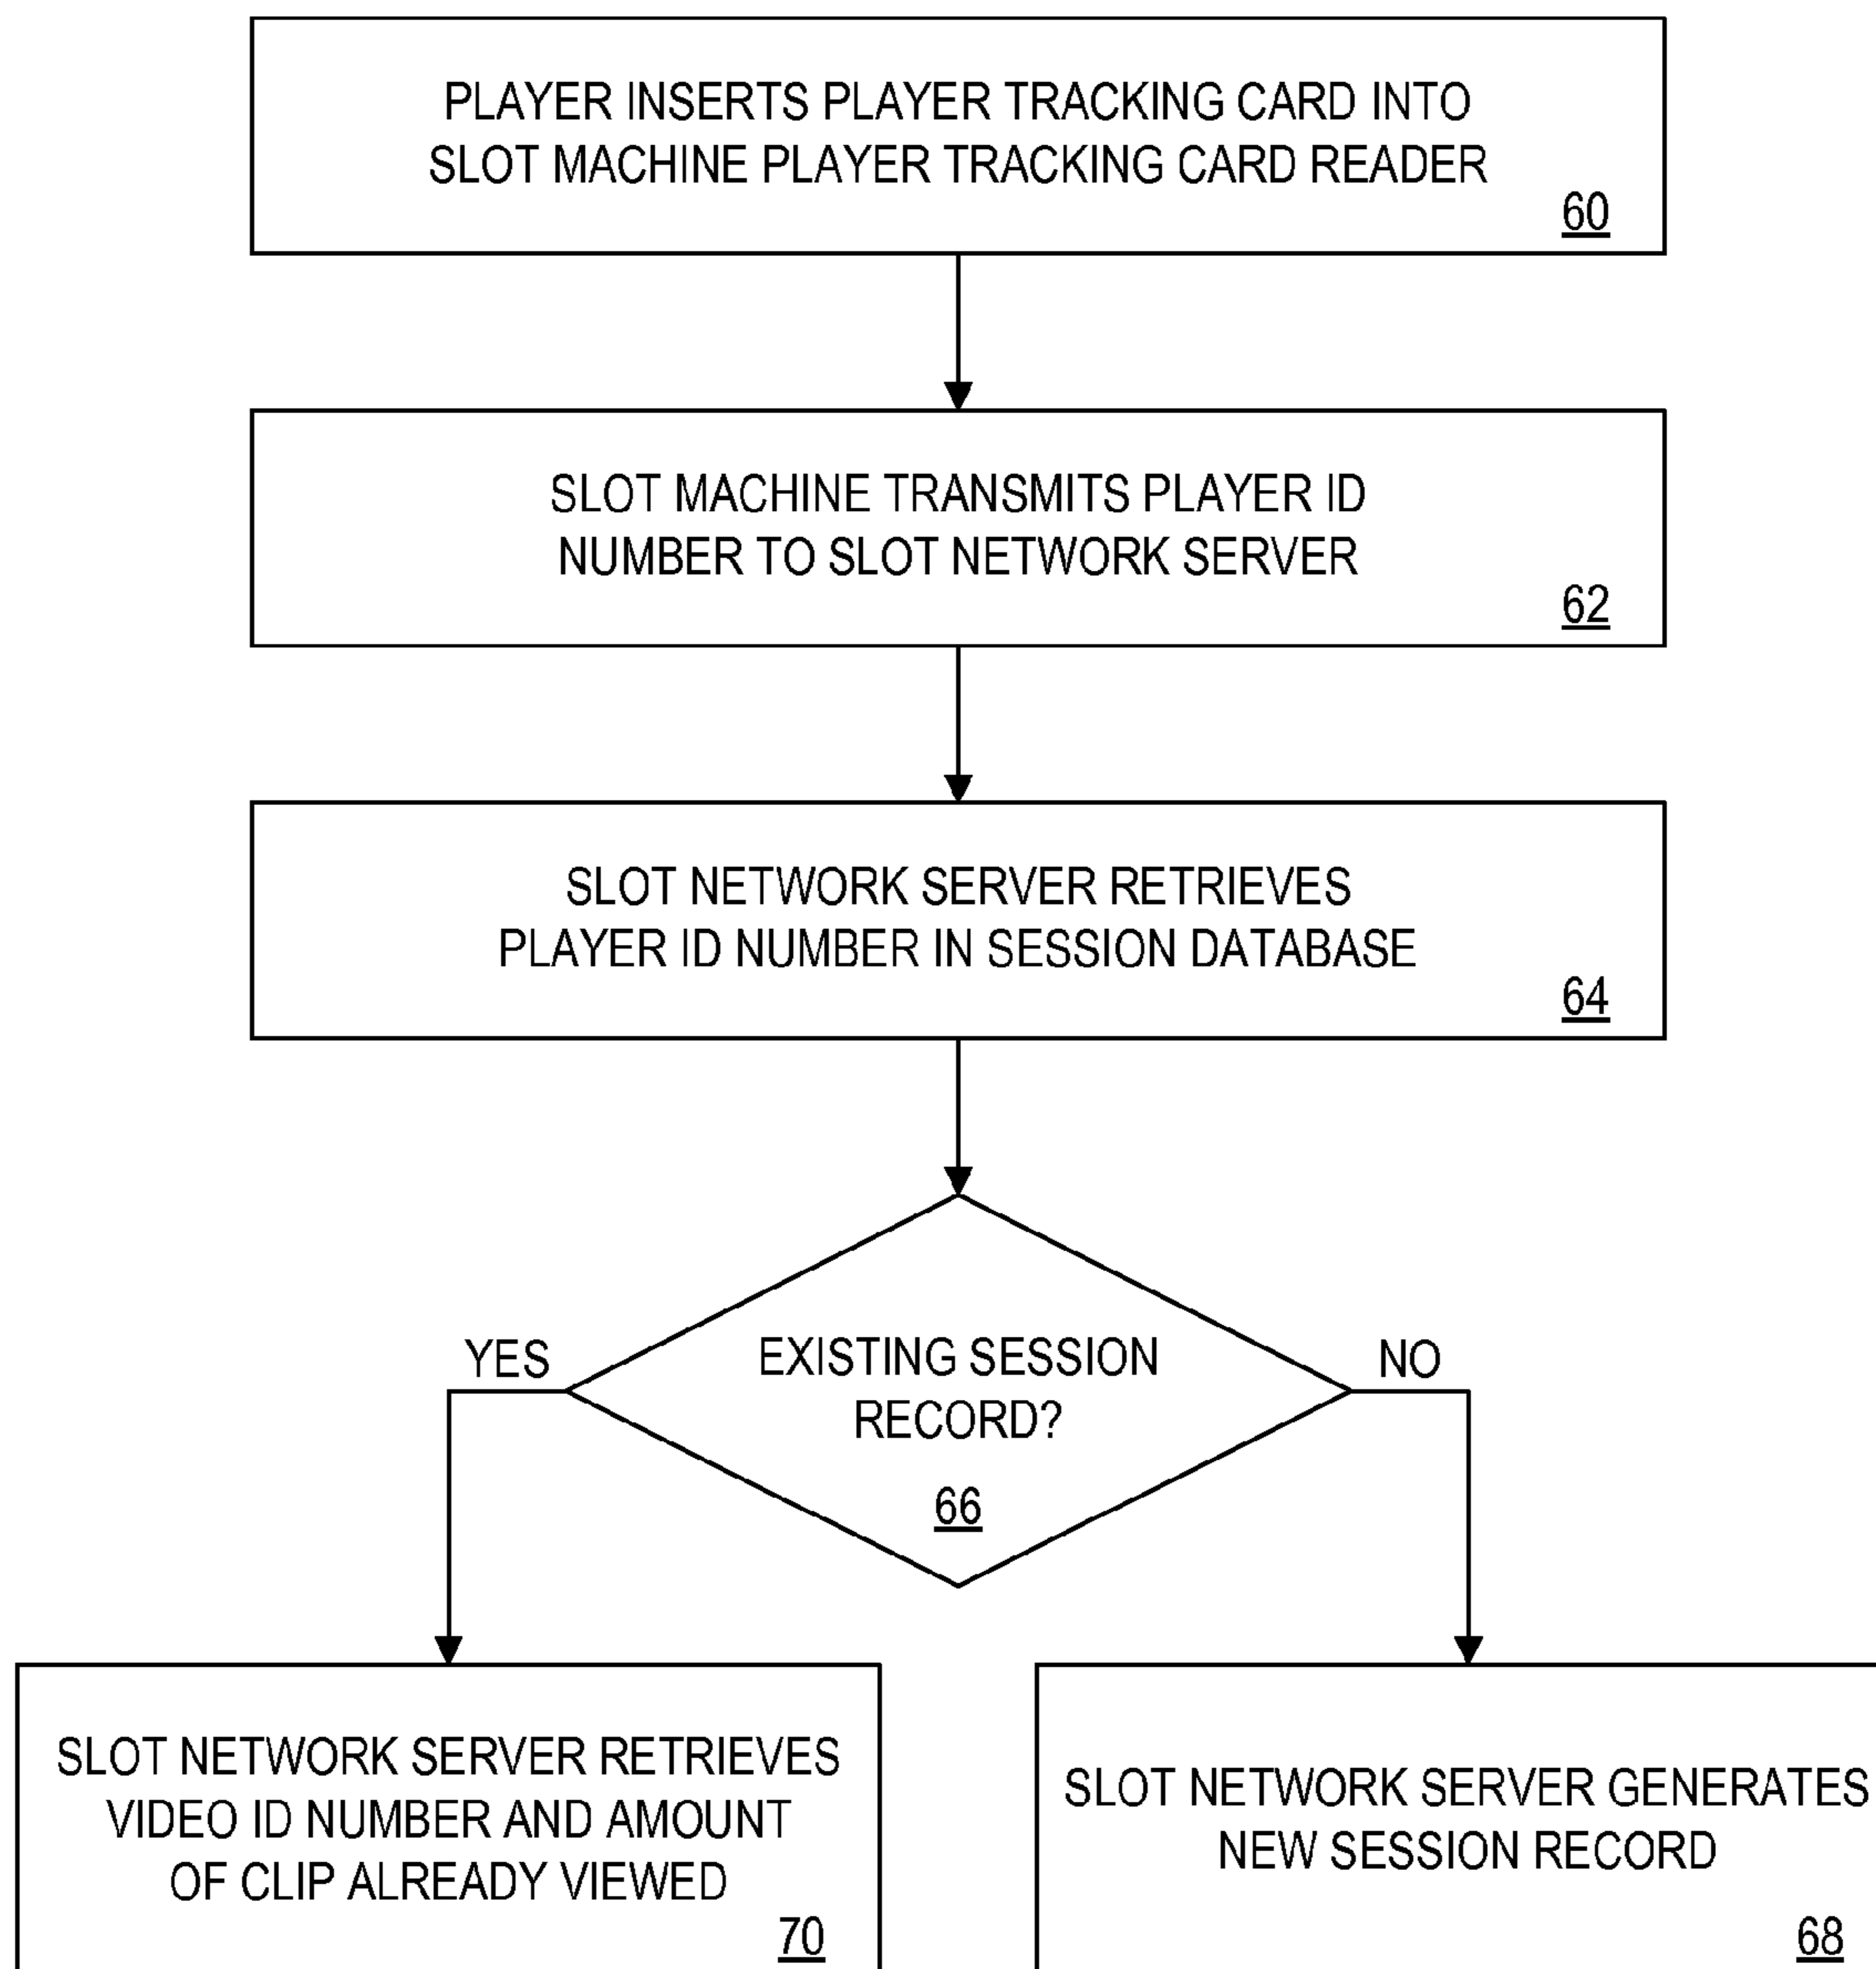 PLAYER INSERTS PLAYER TRACKING CARD INTO
SLOT MACHINE PLAYER TRACKING CARD READER
60
SLOT MACHINE TRANSMITS PLAYER ID
NUMBER TO SLOT NETWORK SERVER
62
SLOT NETWORK SERVER RETRIEVES
PLAYER ID NUMBER IN SESSION DATABASE
64
YES
EXISTING SESSION
RECORD?
66
NO
SLOT NETWORK SERVER RETRIEVES
VIDEO ID NUMBER AND AMOUNT
OF CLIP ALREADY VIEWED
70
SLOT NETWORK SERVER GENERATES
NEW SESSION RECORD
68